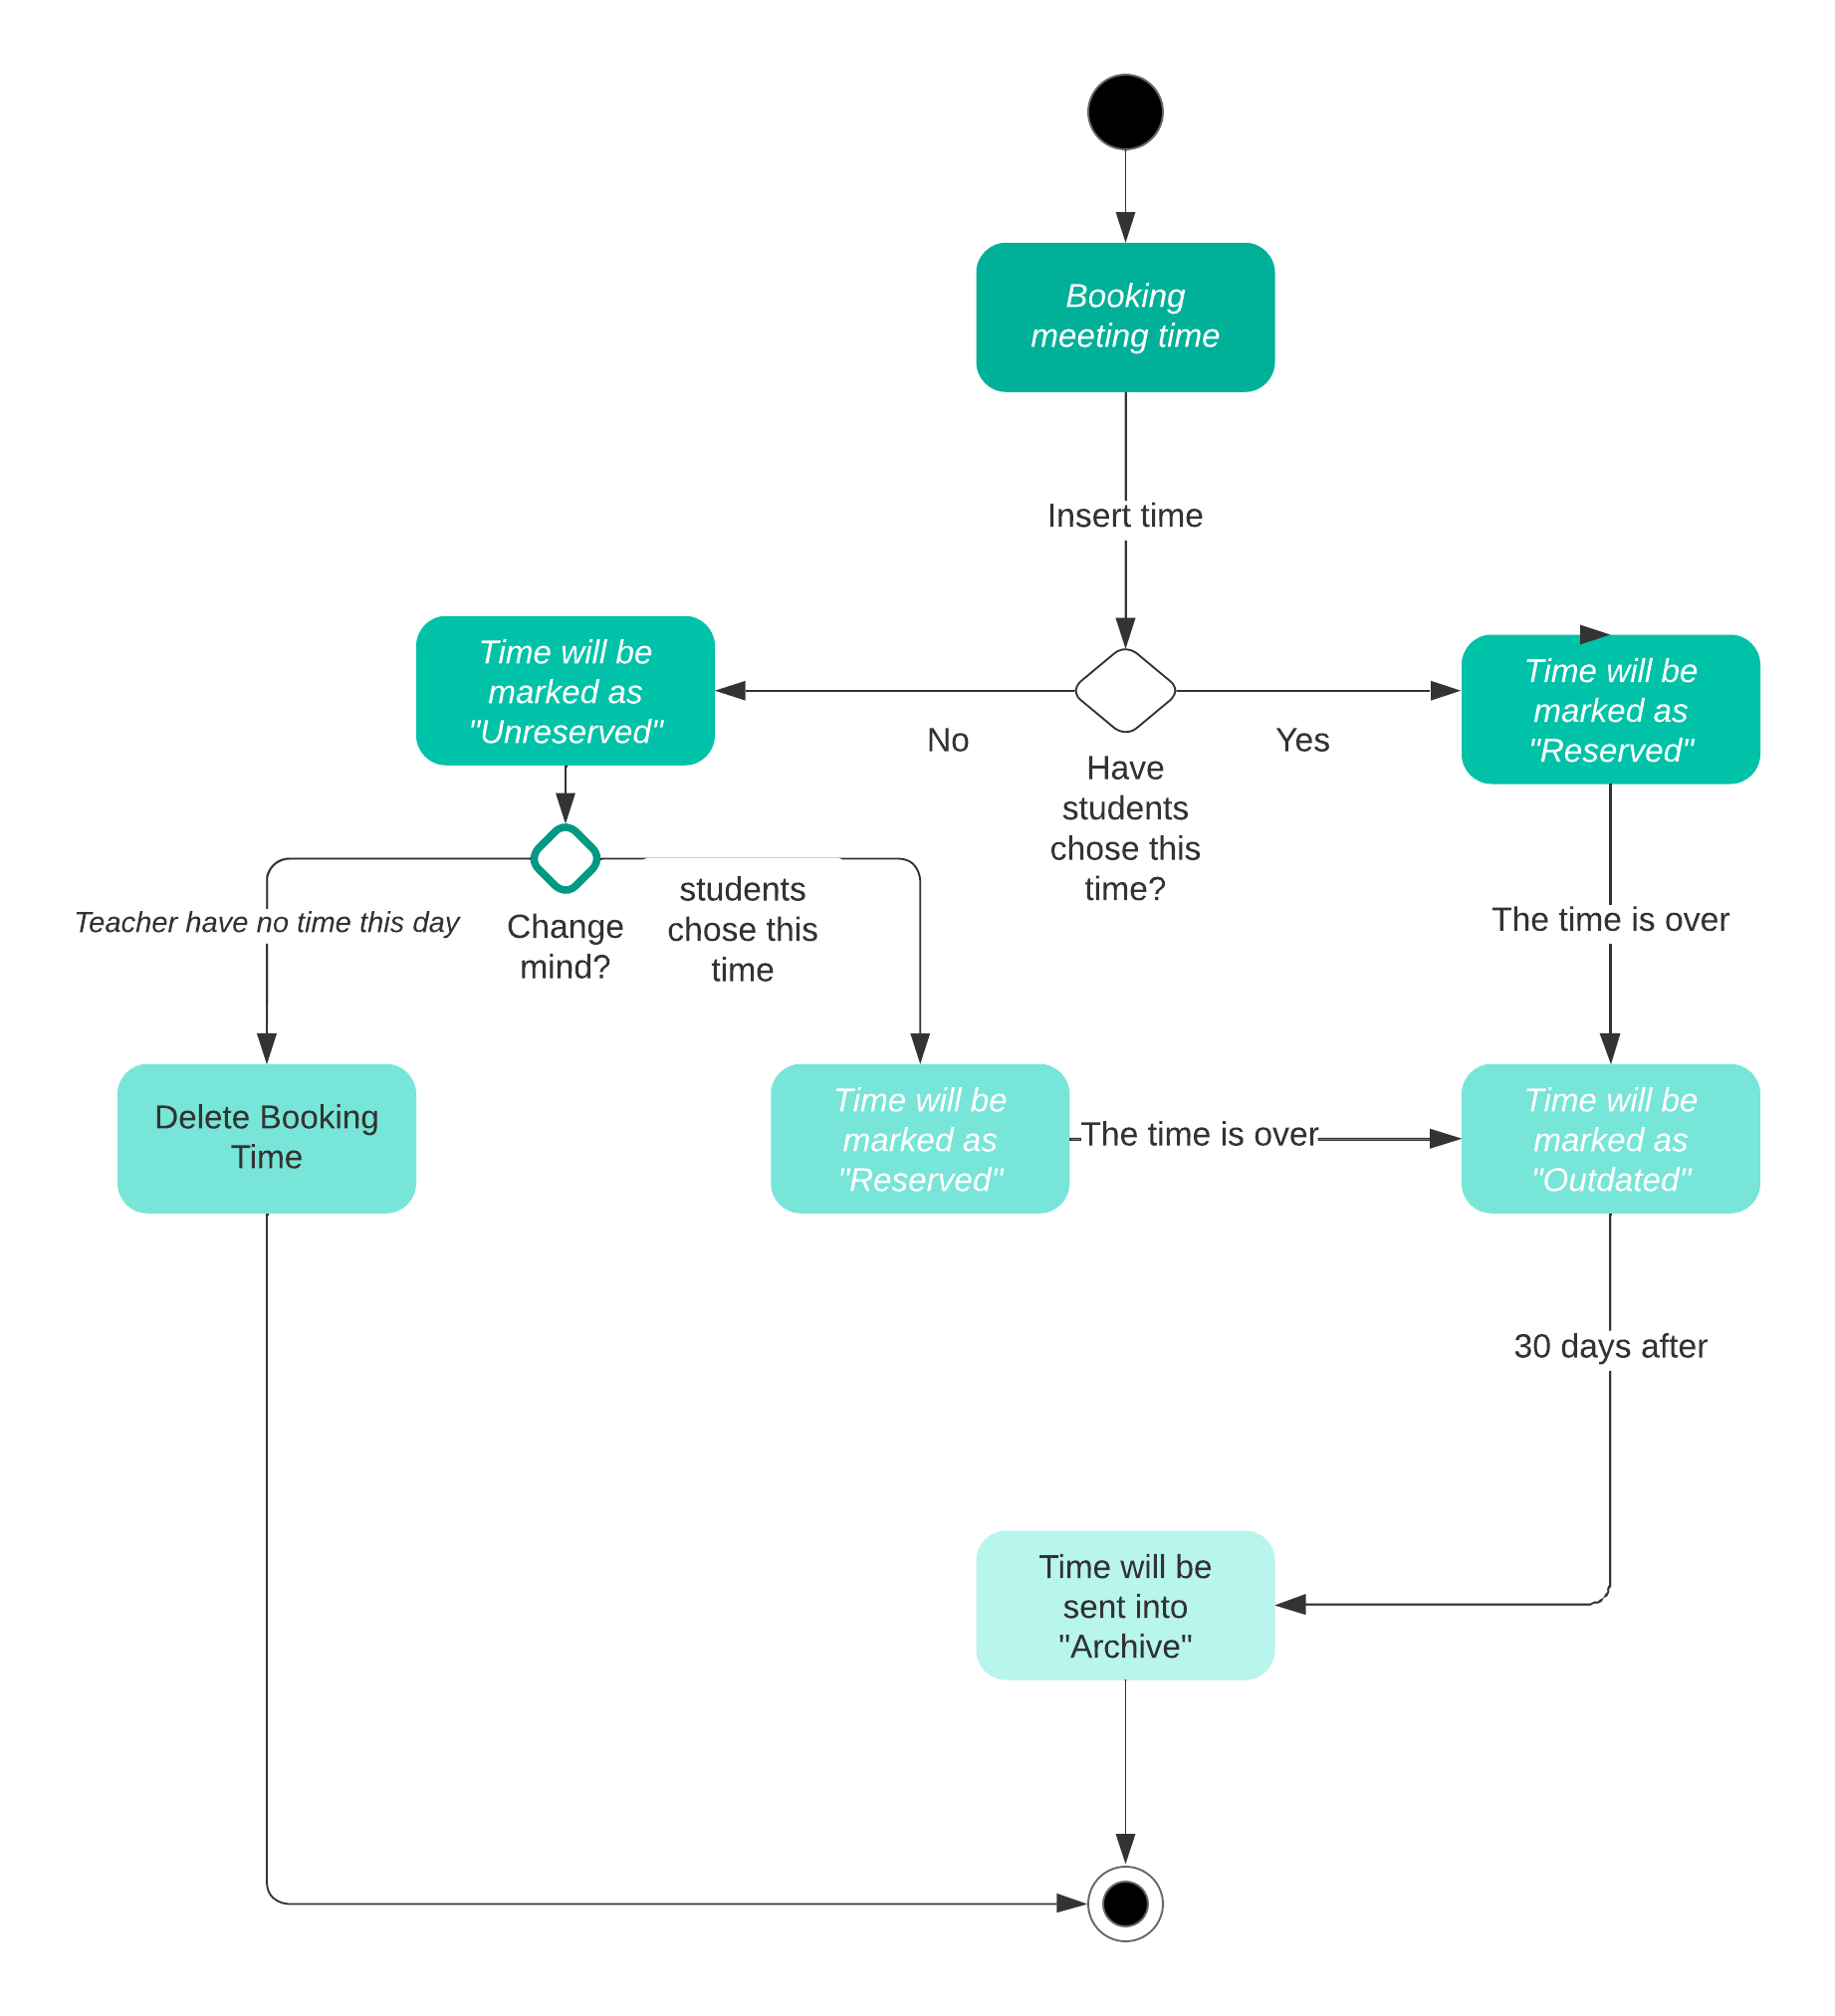 Booking
meeting time
Insert time
Time will be
marked as
"Unreserved"
Time will be
marked as
"Reserved"
No
Yes
Have
students
chose this
time?
students
chose this
time
Teacher have no time this day
Change
mind?
The time is over
Delete Booking
Time
Time will be
marked as
"Reserved"
The time is over
Time will be
marked as
"Outdated"
30 days after
Time will be
sent into
"Archive"